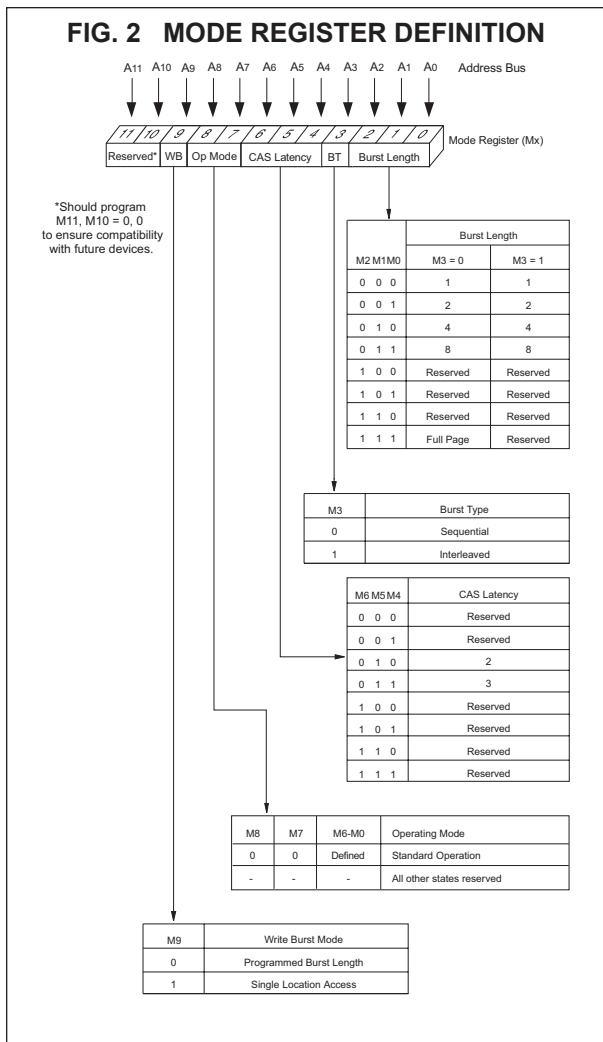 FIG. 2 MODE REGISTER DEFINITION
A11 A10 A9 A8 A7 A6 A5 A4 A3 A2 A1 A0 Address Bus
11 10 9 8 7 6 5 4 3 2 1 0 Mode Register (Mx)
Reserved* WB Op Mode CAS Latency BT Burst Length
*Should program
M11, M10 = 0, 0
to ensure compatibility
with future devices.
Burst Length
M2 M1 M0 M3 = 0 M3 = 1
0 0 0 1 1
0 0 1 2 2
0 1 0 4 4
0 1 1 8 8
1 0 0 Reserved Reserved
1 0 1 Reserved Reserved
1 1 0 Reserved Reserved
1 1 1 Full Page Reserved
M3 Burst Type
0 Sequential
1 Interleaved
M6 M5 M4 CAS Latency
0 0 0 Reserved
0 0 1 Reserved
0 1 0 2
0 1 1 3
1 0 0 Reserved
1 0 1 Reserved
1 1 0 Reserved
1 1 1 Reserved
M8 M7 M6-M0 Operating Mode
0 0 Defined Standard Operation
- - - All other states reserved
M9 Write Burst Mode
0 Programmed Burst Length
1 Single Location Access